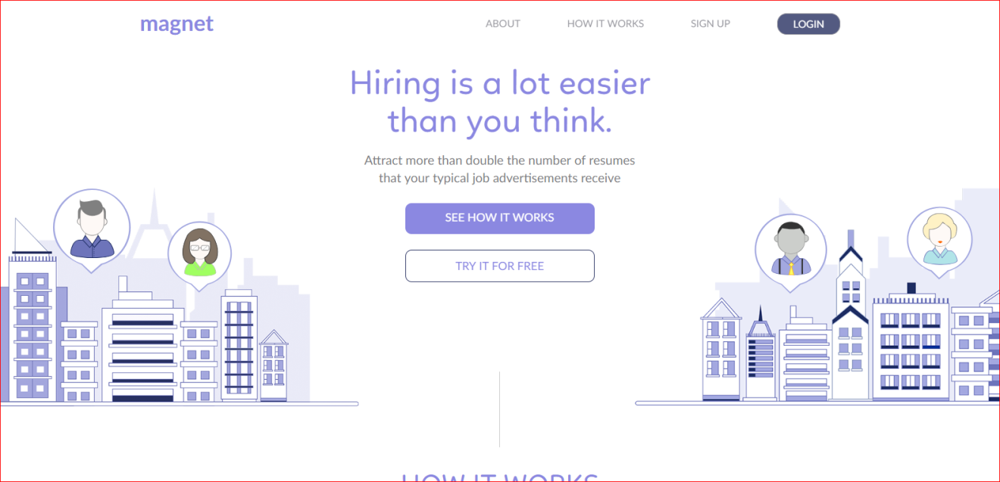 magnet
ABOUT
HOW IT WORKS
SIGN UP
LOGIN
Hiring is a lot easier
than you think.
Attract more than double the number of resumes
that your typical job advertisements receive
SEE HOW IT WORKS
TRY IT FOR FREE
HOW IT WORKS